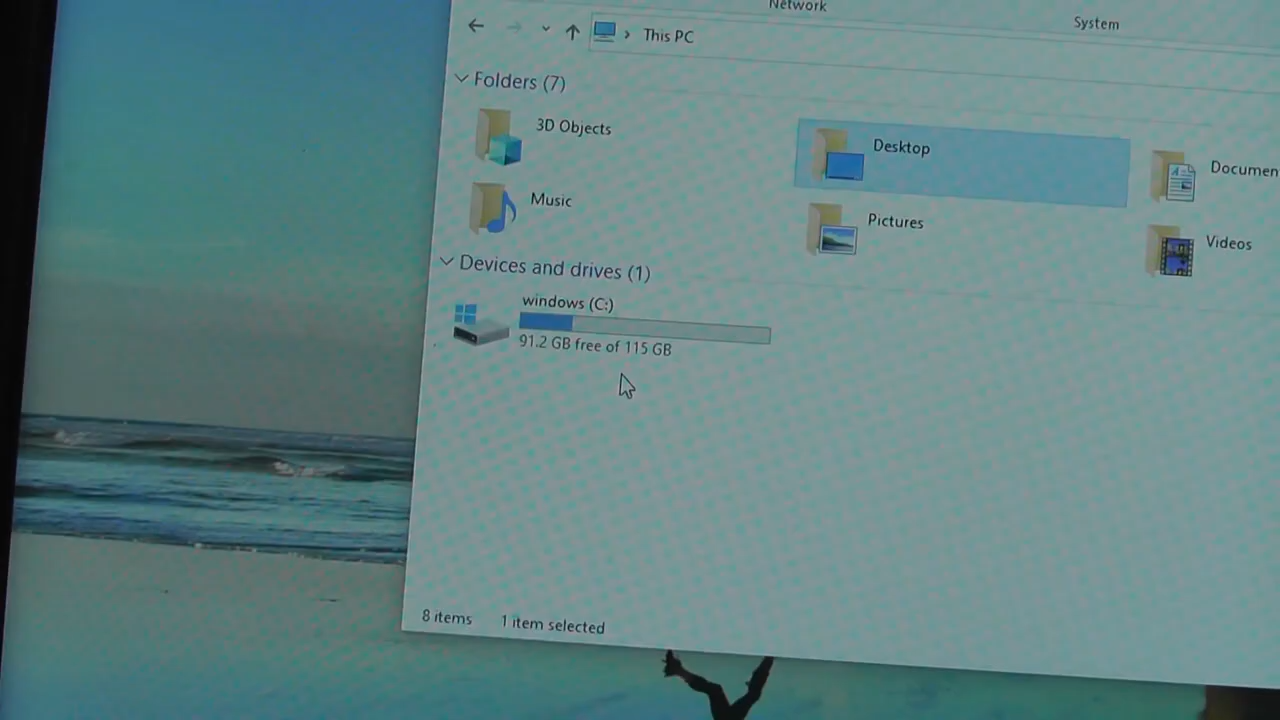 Network
System
This PC
Folders (7)
3D Objects
Desktop
Documen
Music
Pictures
Videos
Devices and drives (1)
windows (C:)
91.2 GB free of 115 GB
8 items
1 item selected